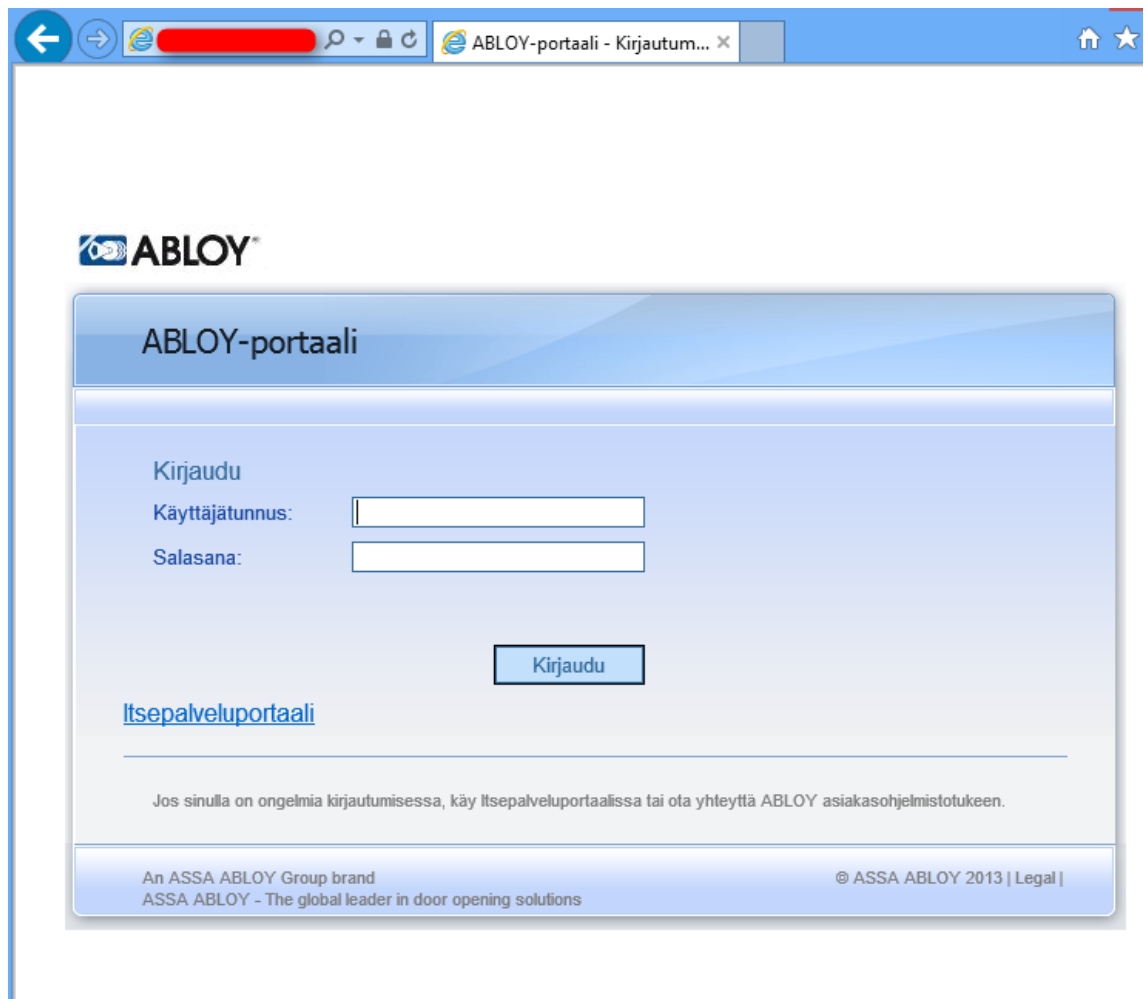 ABLOY-portaali - Kirjautum...
ABLOY®
ABLOY-portaali
Kirjaudu
Käyttäjätunnus:
Salasana:
Kirjaudu
Itsepalveluportaali
Jos sinulla on ongelmia kirjautumisessa, käy Itsepalveluportaalissa tai ota yhteyttä ABLOY asiakasohjelmistotukeen.
An ASSA ABLOY Group brand
© ASSA ABLOY 2013 | Legal |
ASSA ABLOY - The global leader in door opening solutions